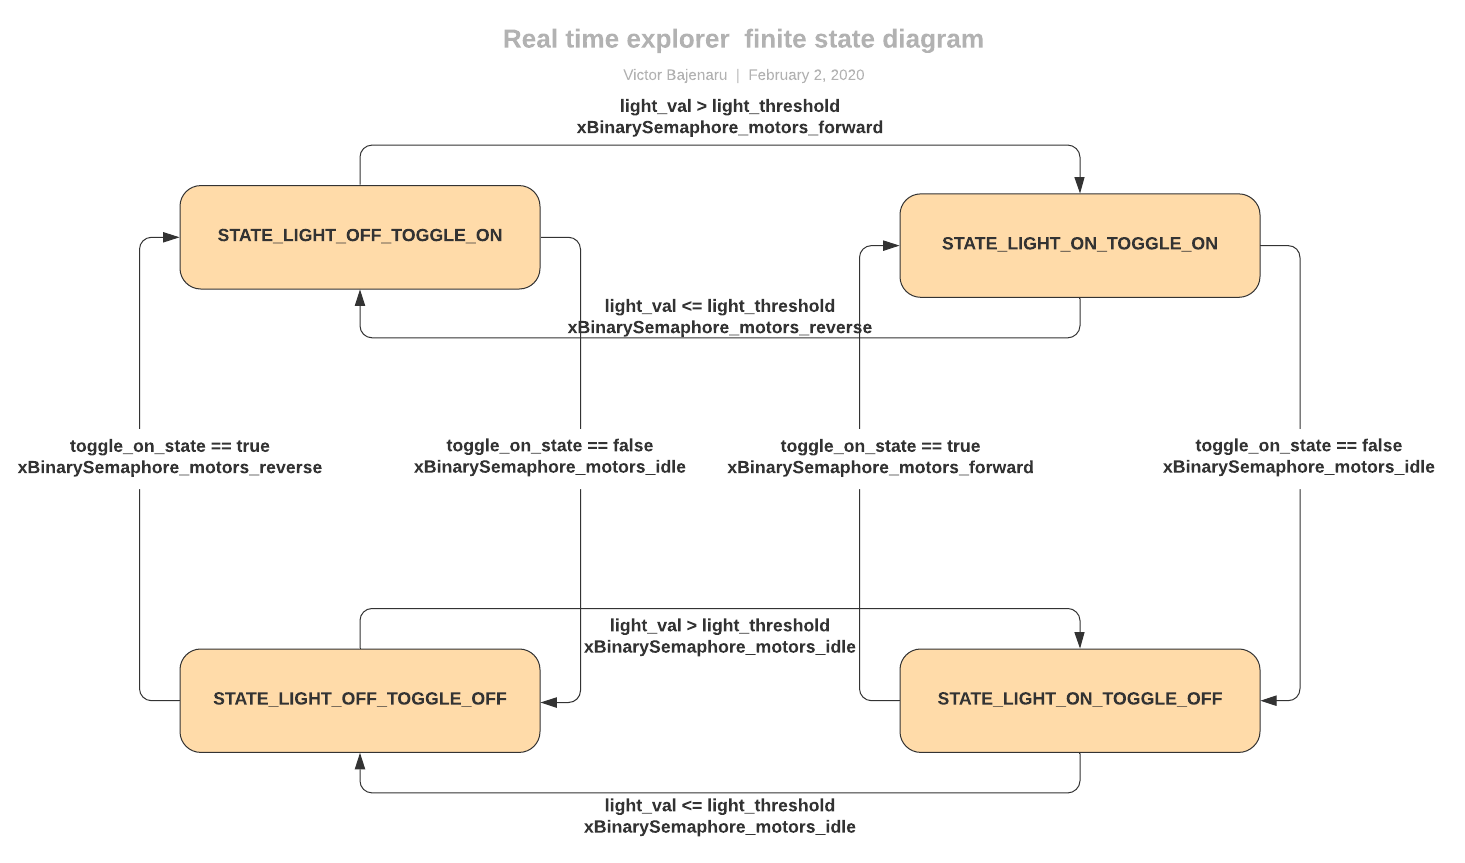 Real time explorer  finite state diagram
Victor Bajenaru | February 2, 2020
light_val > light_threshold
xBinarySemaphore_motors_forward
STATE_LIGHT_OFF_TOGGLE_ON
STATE_LIGHT_ON_TOGGLE_ON
light_val <= light_threshold
xBinarySemaphore_motors_reverse
toggle_on_state == true
xBinarySemaphore_motors_reverse
toggle_on_state == false
xBinarySemaphore_motors_idle
toggle_on_state == true
xBinarySemaphore_motors_forward
toggle_on_state == false
xBinarySemaphore_motors_idle
light_val > light_threshold
xBinarySemaphore_motors_idle
STATE_LIGHT_OFF_TOGGLE_OFF
STATE_LIGHT_ON_TOGGLE_OFF
light_val <= light_threshold
xBinarySemaphore_motors_idle